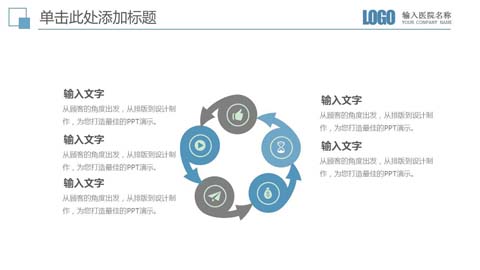 单击此处添加标题
LOGO
输入医院名称
YOUR COMPANY NAME
输入文字
从顾客的角度出发，从排版到设计制
作，为您打造最佳的PPT演示。
输入文字
从顾客的角度出发，从排版到设计制
作，为您打造最佳的PPT演示。
输入文字
从顾客的角度出发，从排版到设计制
作，为您打造最佳的PPT演示。
输入文字
从顾客的角度出发，从排版到设计制
作，为您打造最佳的PPT演示。
输入文字
从顾客的角度出发，从排版到设计制
作，为您打造最佳的PPT演示。